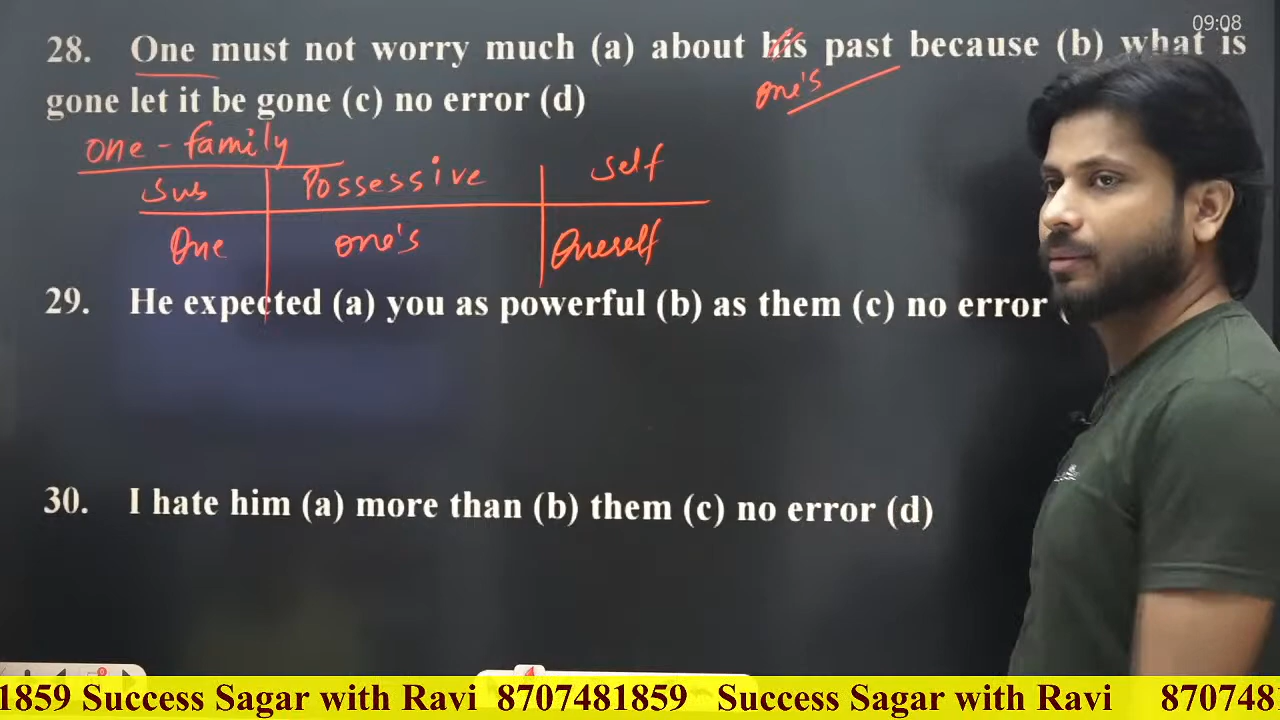 09:08
28. One must not worry much (a) about his past because (b) what is
one's
gone let it be gone (c) no error (d)
one - family
Sub Possessive Self
One one's Oneself
29. He expected (a) you as powerful (b) as them (c) no error (
30. I hate him (a) more than (b) them (c) no error (d)
1859 Success Sagar with Ravi 8707481859 Success Sagar with Ravi 870748